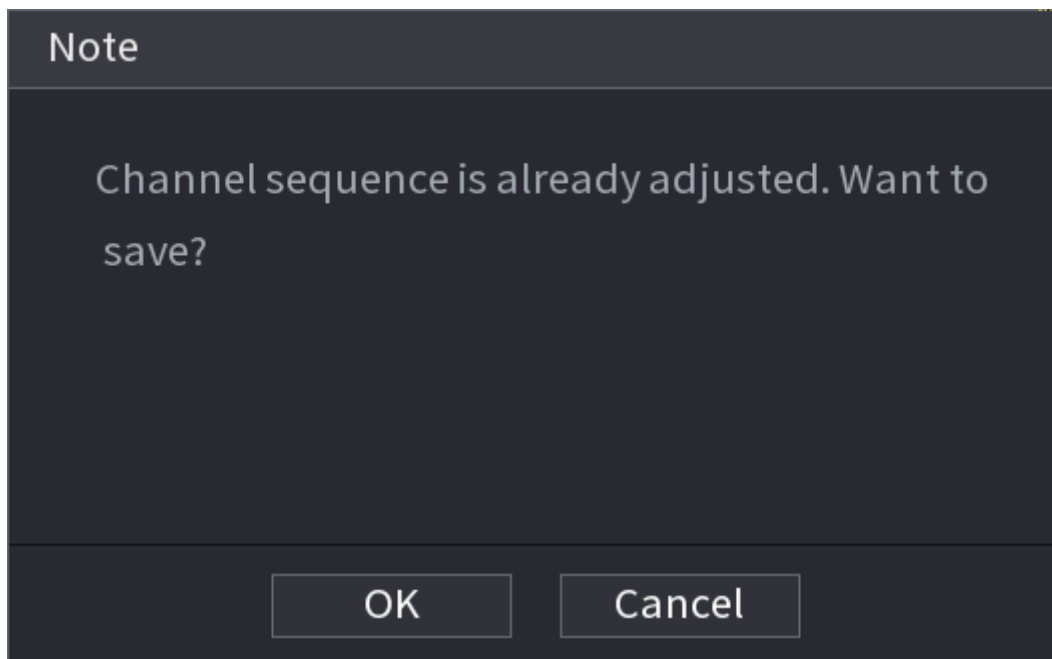 Note
Channel sequence is already adjusted. Want to
save?
OK
Cancel